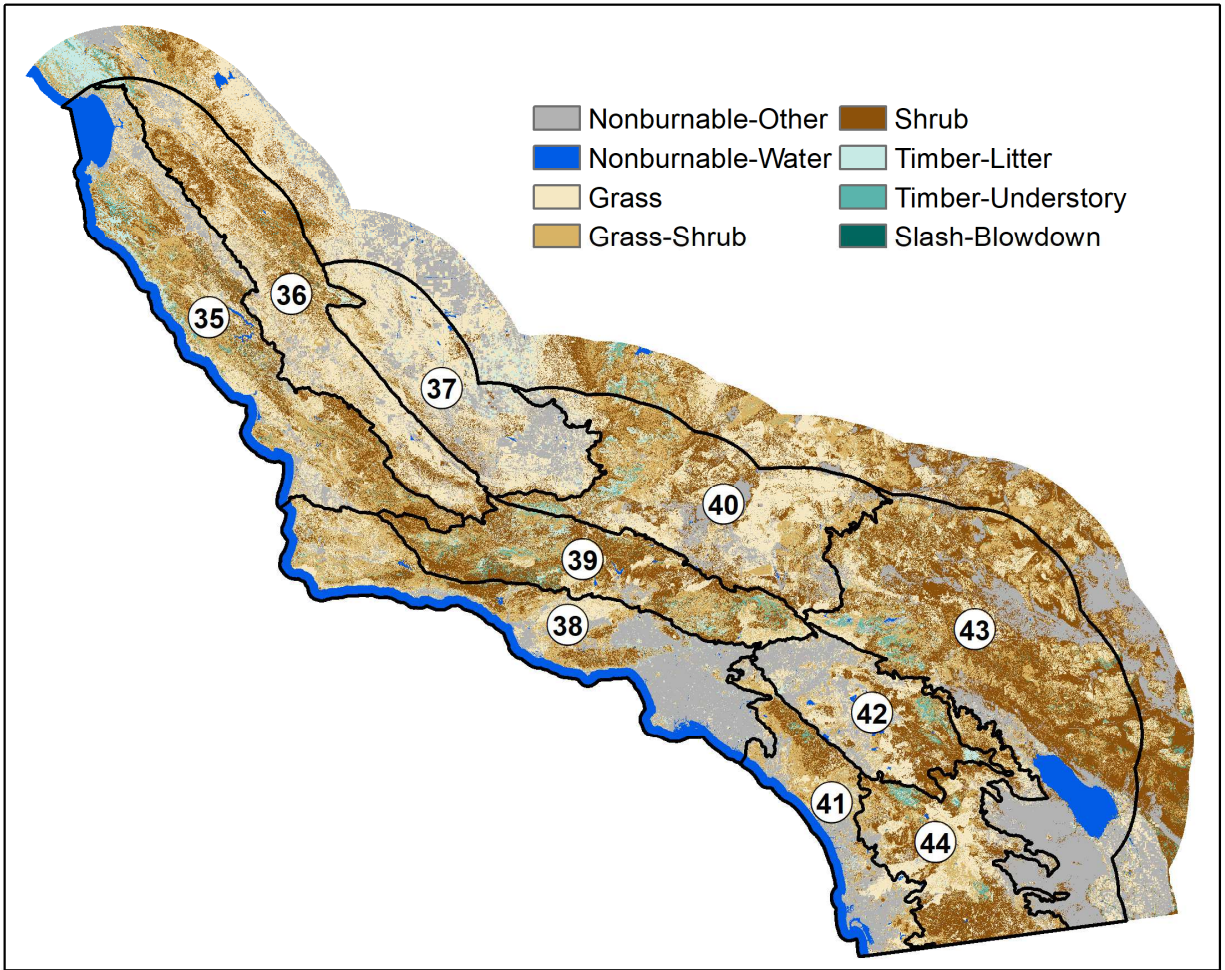 Nonburnable-Other
Shrub
Nonburnable-Water
Timber-Litter
Grass
Timber-Understory
Grass-Shrub
Slash-Blowdown
36
35
37
40
39
38
43
42
41
44